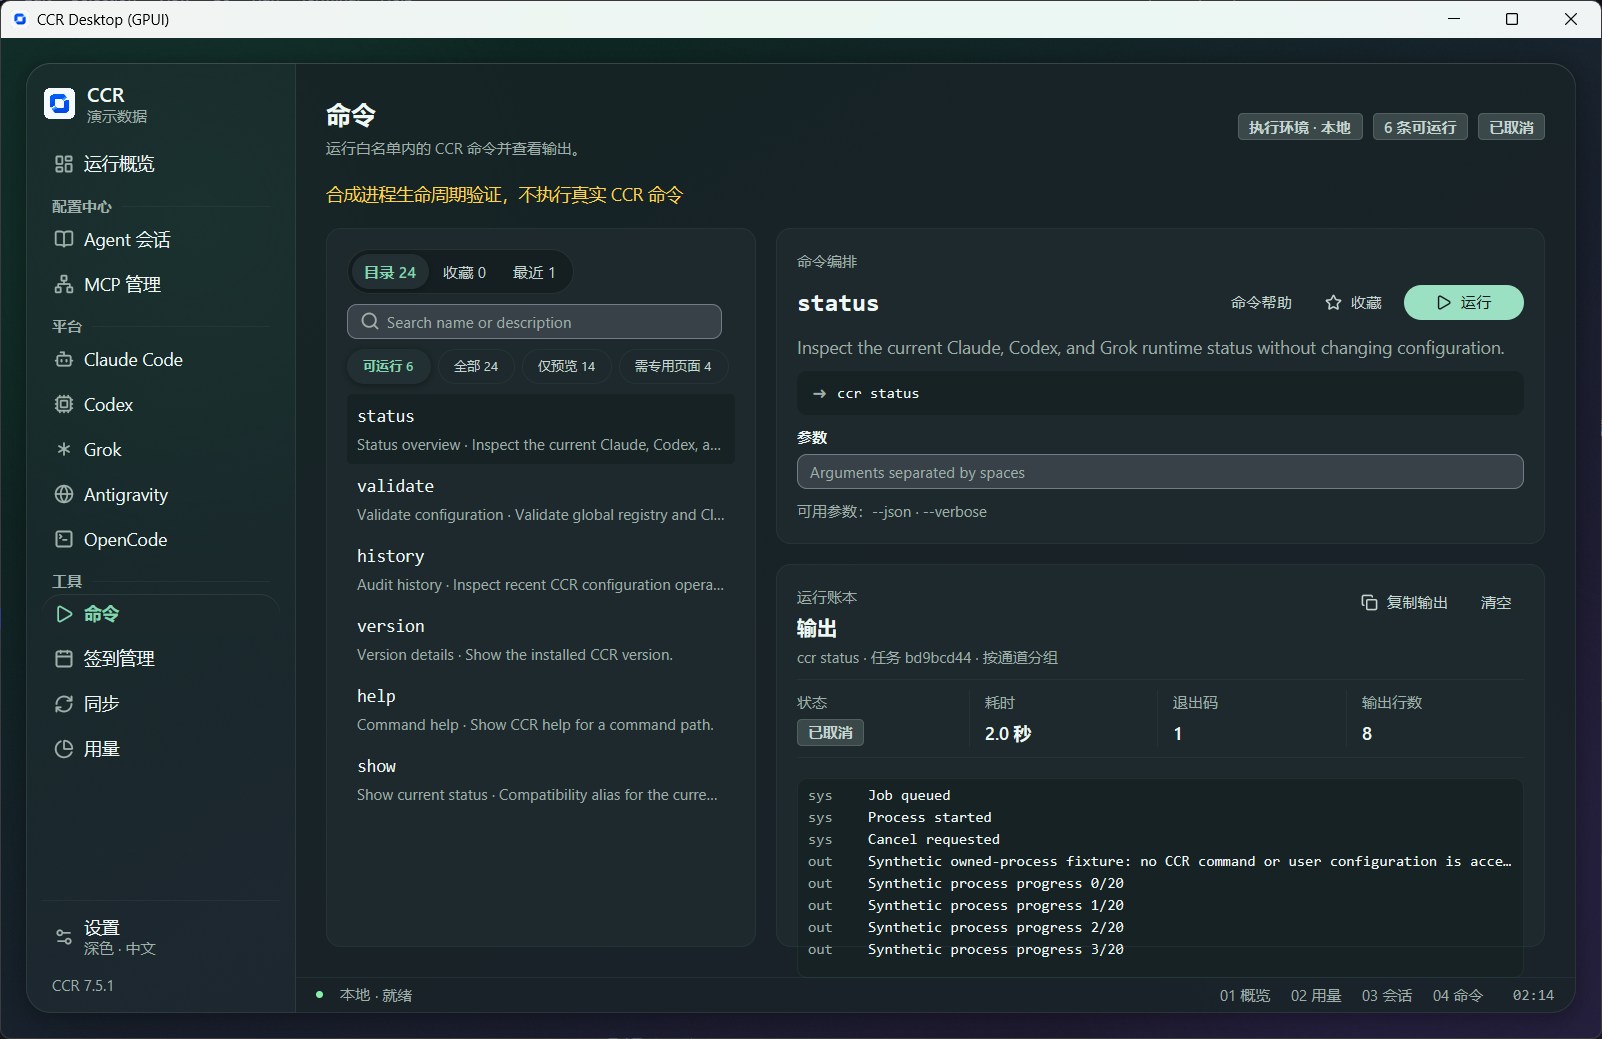 CCR Desktop (GPUI)
CCR
演示数据
运行概览
配置中心
Agent 会话
MCP 管理
平台
Claude Code
Codex
Grok
Antigravity
OpenCode
工具
命令
签到管理
同步
用量
设置
深色 · 中文
CCR 7.5.1
命令
运行白名单内的 CCR 命令并查看输出。
执行环境 · 本地
6 条可运行
已取消
合成进程生命周期验证，不执行真实 CCR 命令
目录 24
收藏 0
最近 1
Search name or description
可运行 6
全部 24
仅预览 14
需专用页面 4
status
Status overview · Inspect the current Claude, Codex, a...
validate
Validate configuration · Validate global registry and Cl...
history
Audit history · Inspect recent CCR configuration opera...
version
Version details · Show the installed CCR version.
help
Command help · Show CCR help for a command path.
show
Show current status · Compatibility alias for the curre...
命令编排
status
命令帮助
收藏
运行
Inspect the current Claude, Codex, and Grok runtime status without changing configuration.
→ ccr status
参数
Arguments separated by spaces
可用参数：--json · --verbose
运行账本
输出
复制输出
清空
ccr status · 任务 bd9bcd44 · 按通道分组
状态
已取消
耗时
2.0 秒
退出码
1
输出行数
8
sys Job queued
sys Process started
sys Cancel requested
out Synthetic owned-process fixture: no CCR command or user configuration is acce…
out Synthetic process progress 0/20
out Synthetic process progress 1/20
out Synthetic process progress 2/20
out Synthetic process progress 3/20
本地 · 就绪
01 概览
02 用量
03 会话
04 命令
02:14